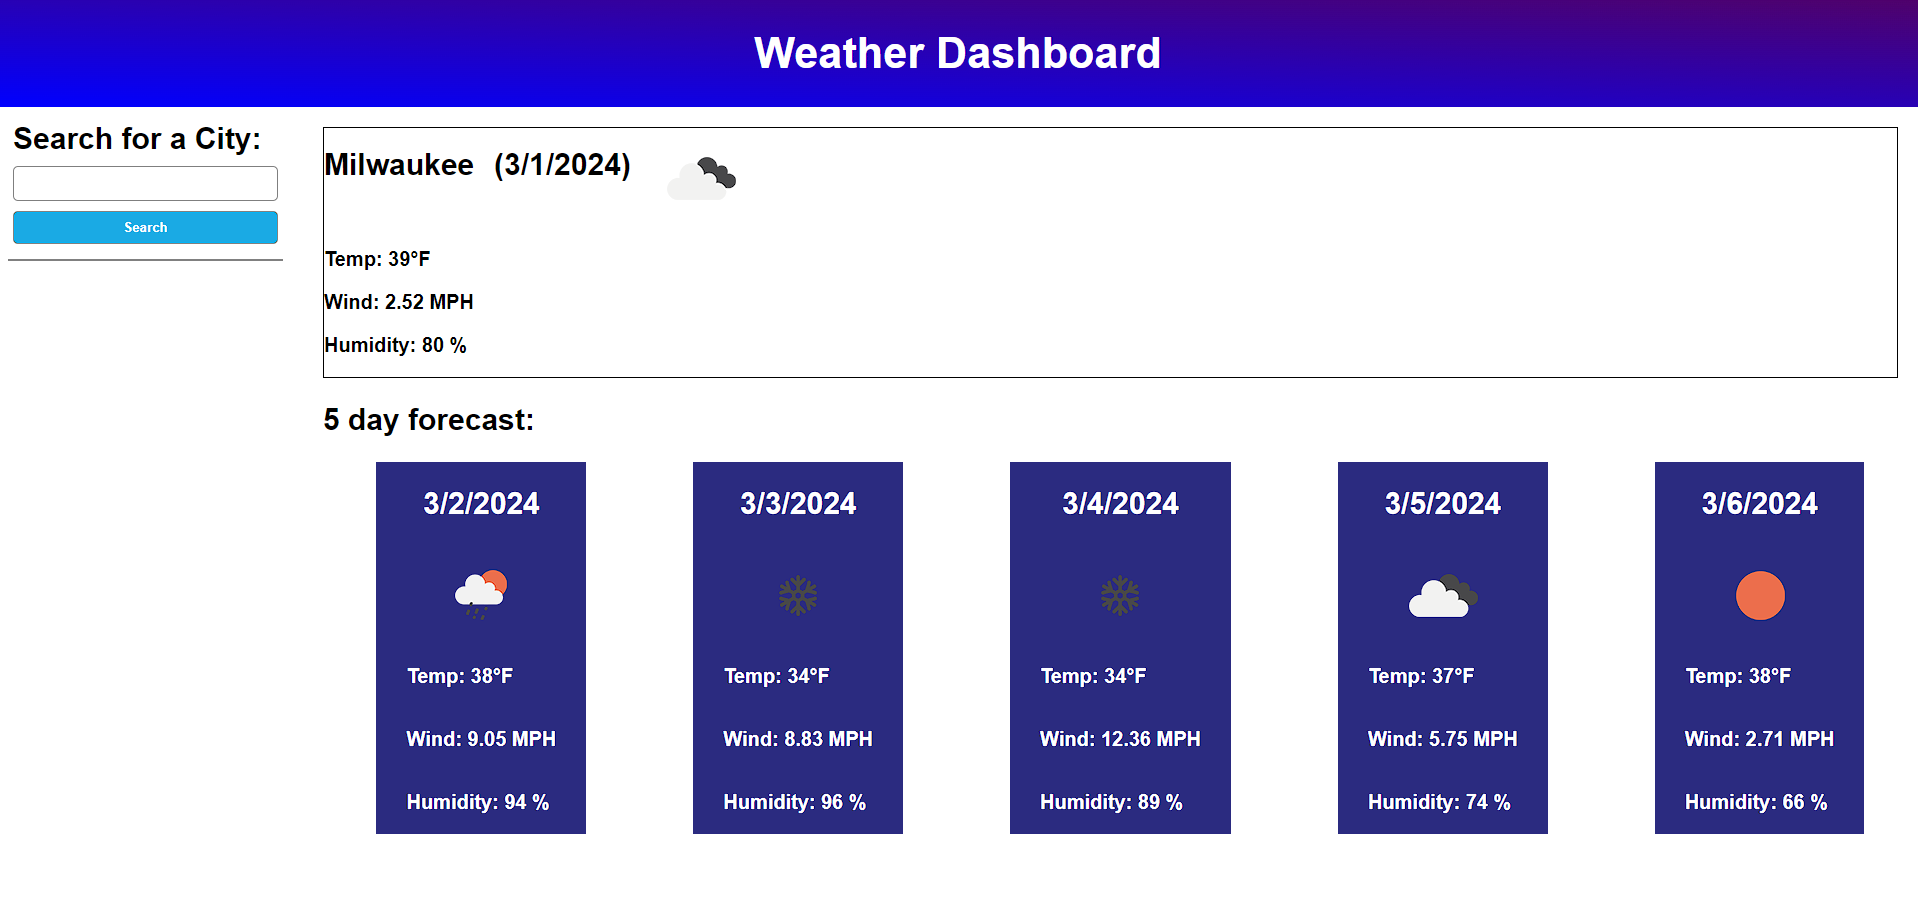 Weather Dashboard
Search for a City:
Search
Milwaukee (3/1/2024)
Temp: 39°F
Wind: 2.52 MPH
Humidity: 80 %
5 day forecast:
3/2/2024
Temp: 38°F
Wind: 9.05 MPH
Humidity: 94 %
3/3/2024
Temp: 34°F
Wind: 8.83 MPH
Humidity: 96 %
3/4/2024
Temp: 34°F
Wind: 12.36 MPH
Humidity: 89 %
3/5/2024
Temp: 37°F
Wind: 5.75 MPH
Humidity: 74 %
3/6/2024
Temp: 38°F
Wind: 2.71 MPH
Humidity: 66 %